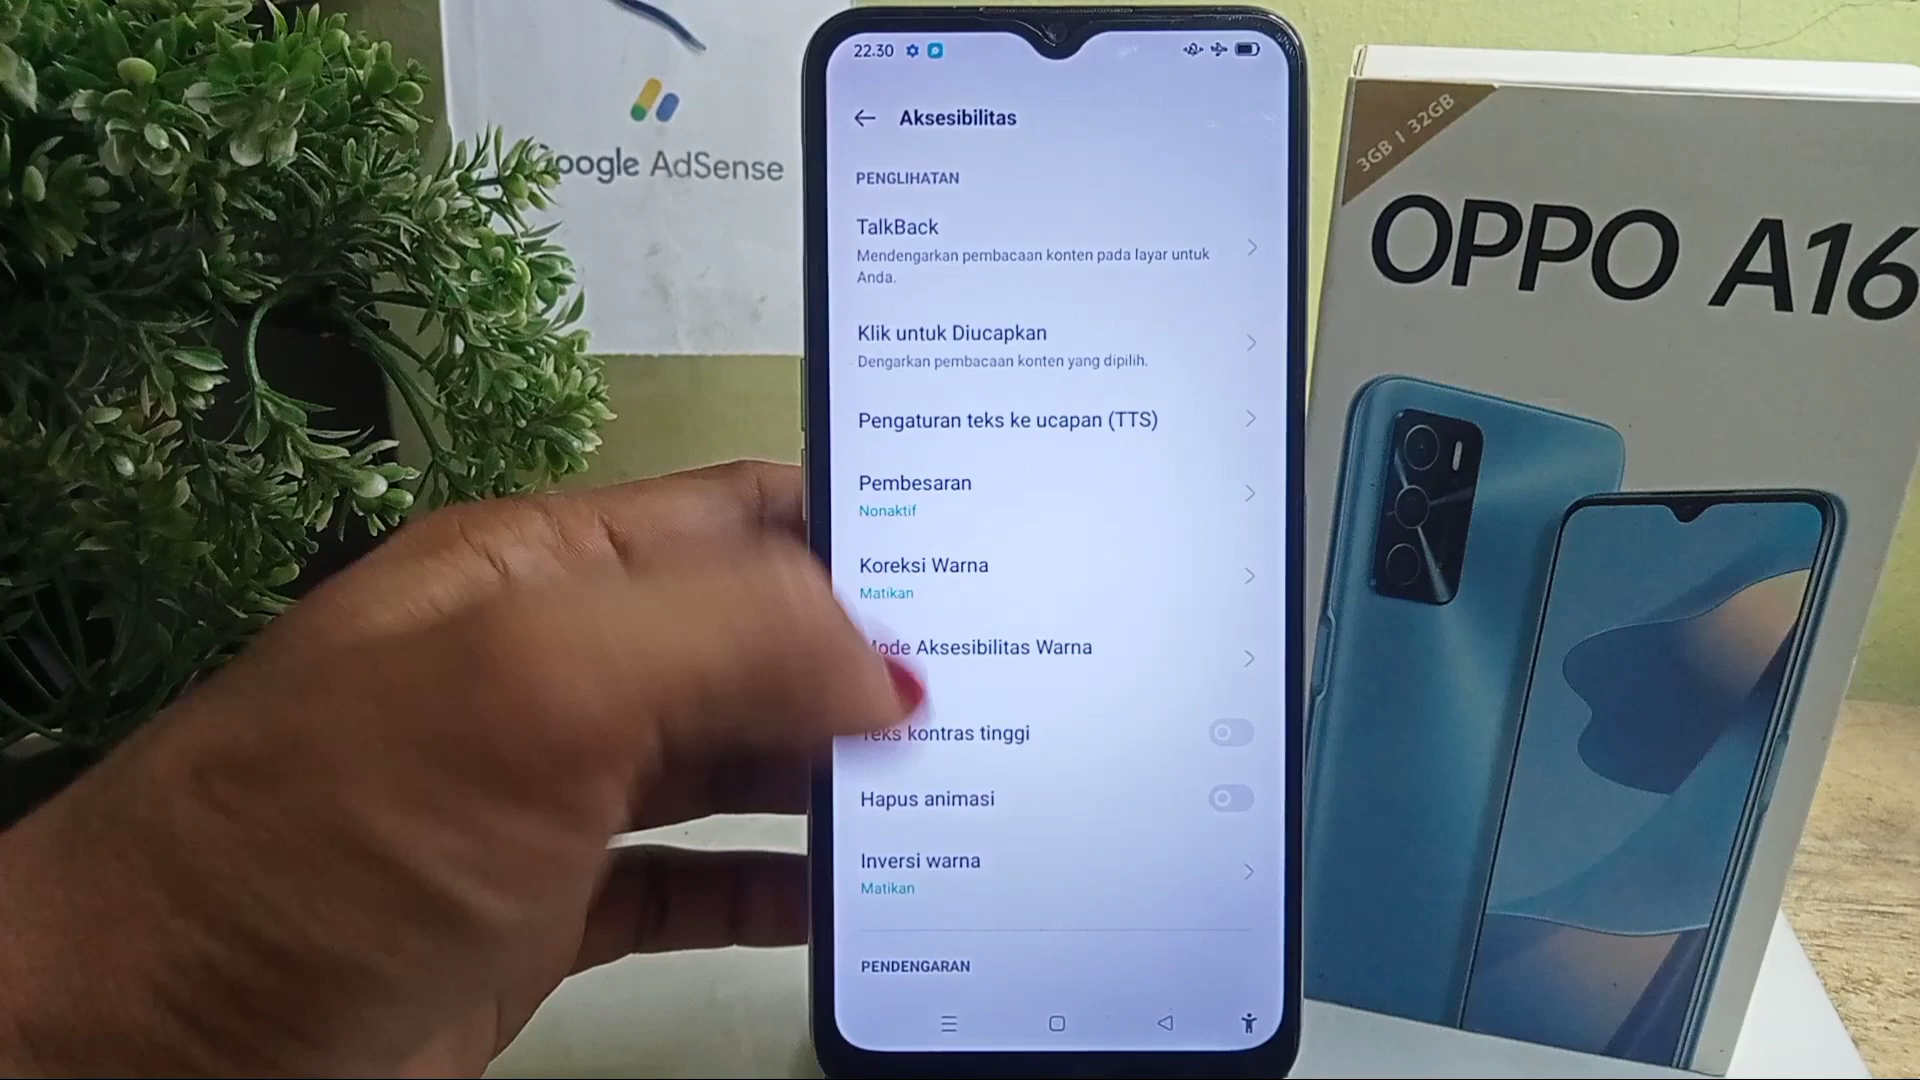 Google AdSense
22.30
Aksesibilitas
PENGLIHATAN
TalkBack
Mendengarkan pembacaan konten pada layar untuk
Anda.
Klik untuk Diucapkan
Dengarkan pembacaan konten yang dipilih.
Pengaturan teks ke ucapan (TTS)
Pembesaran
Nonaktif
Koreksi Warna
Matikan
Mode Aksesibilitas Warna
Teks kontras tinggi
Hapus animasi
Inversi warna
Matikan
PENDENGARAN
3GB | 32GB
OPPO A16